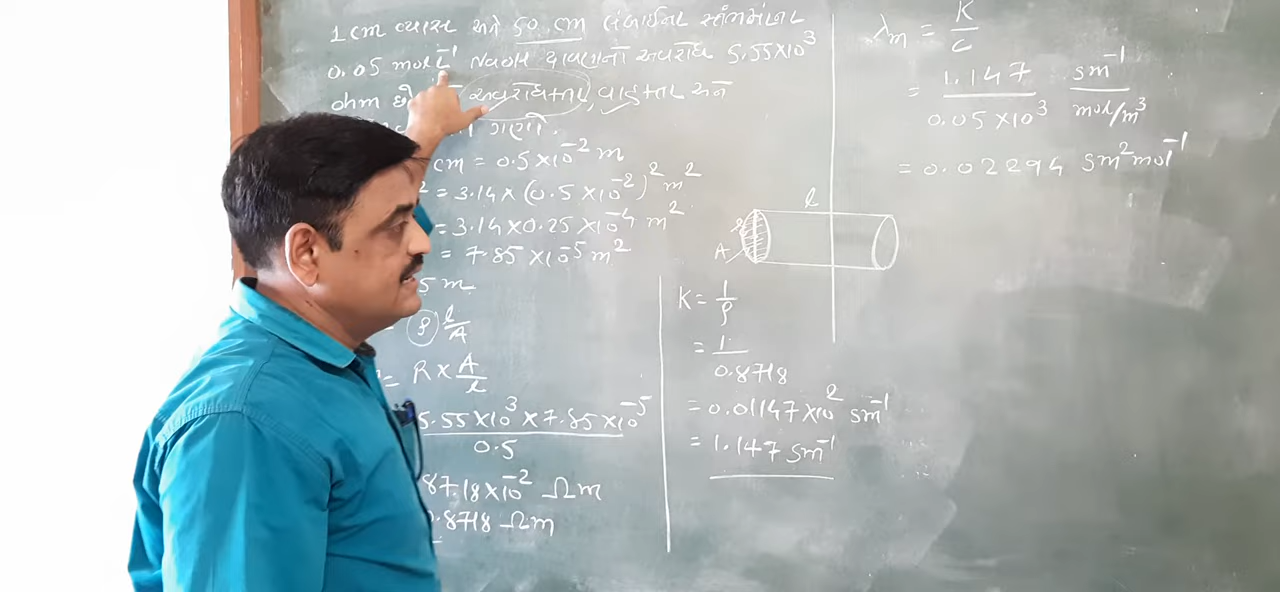 1 cm વ્યાસ અને 50 cm લંબાઈના સ્તંભમાંના
0.05 mol L⁻¹ NaOH દ્રાવણનો અવરોધ 5.55×10³
ohm છે અવરોધકતા, વાહકતા અને
ગણો.
cm = 0.5×10⁻² m
² = 3.14 × (0.5×10⁻²)² m²
= 3.14 × 0.25 × 10⁻⁴ m²
= 7.85 × 10⁻⁵ m²
5 m
ρ l/A
= R × A/l
5.55×10³ × 7.85×10⁻⁵
0.5
87.18×10⁻² Ωm
0.8718 Ωm
l
A
K = 1/ρ
= 1/0.8718
= 0.01147×10² Sm⁻¹
= 1.147 Sm⁻¹
λm = K/C
= 1.147/0.05×10³ Sm⁻¹/mol/m³
= 0.02294 Sm² mol⁻¹